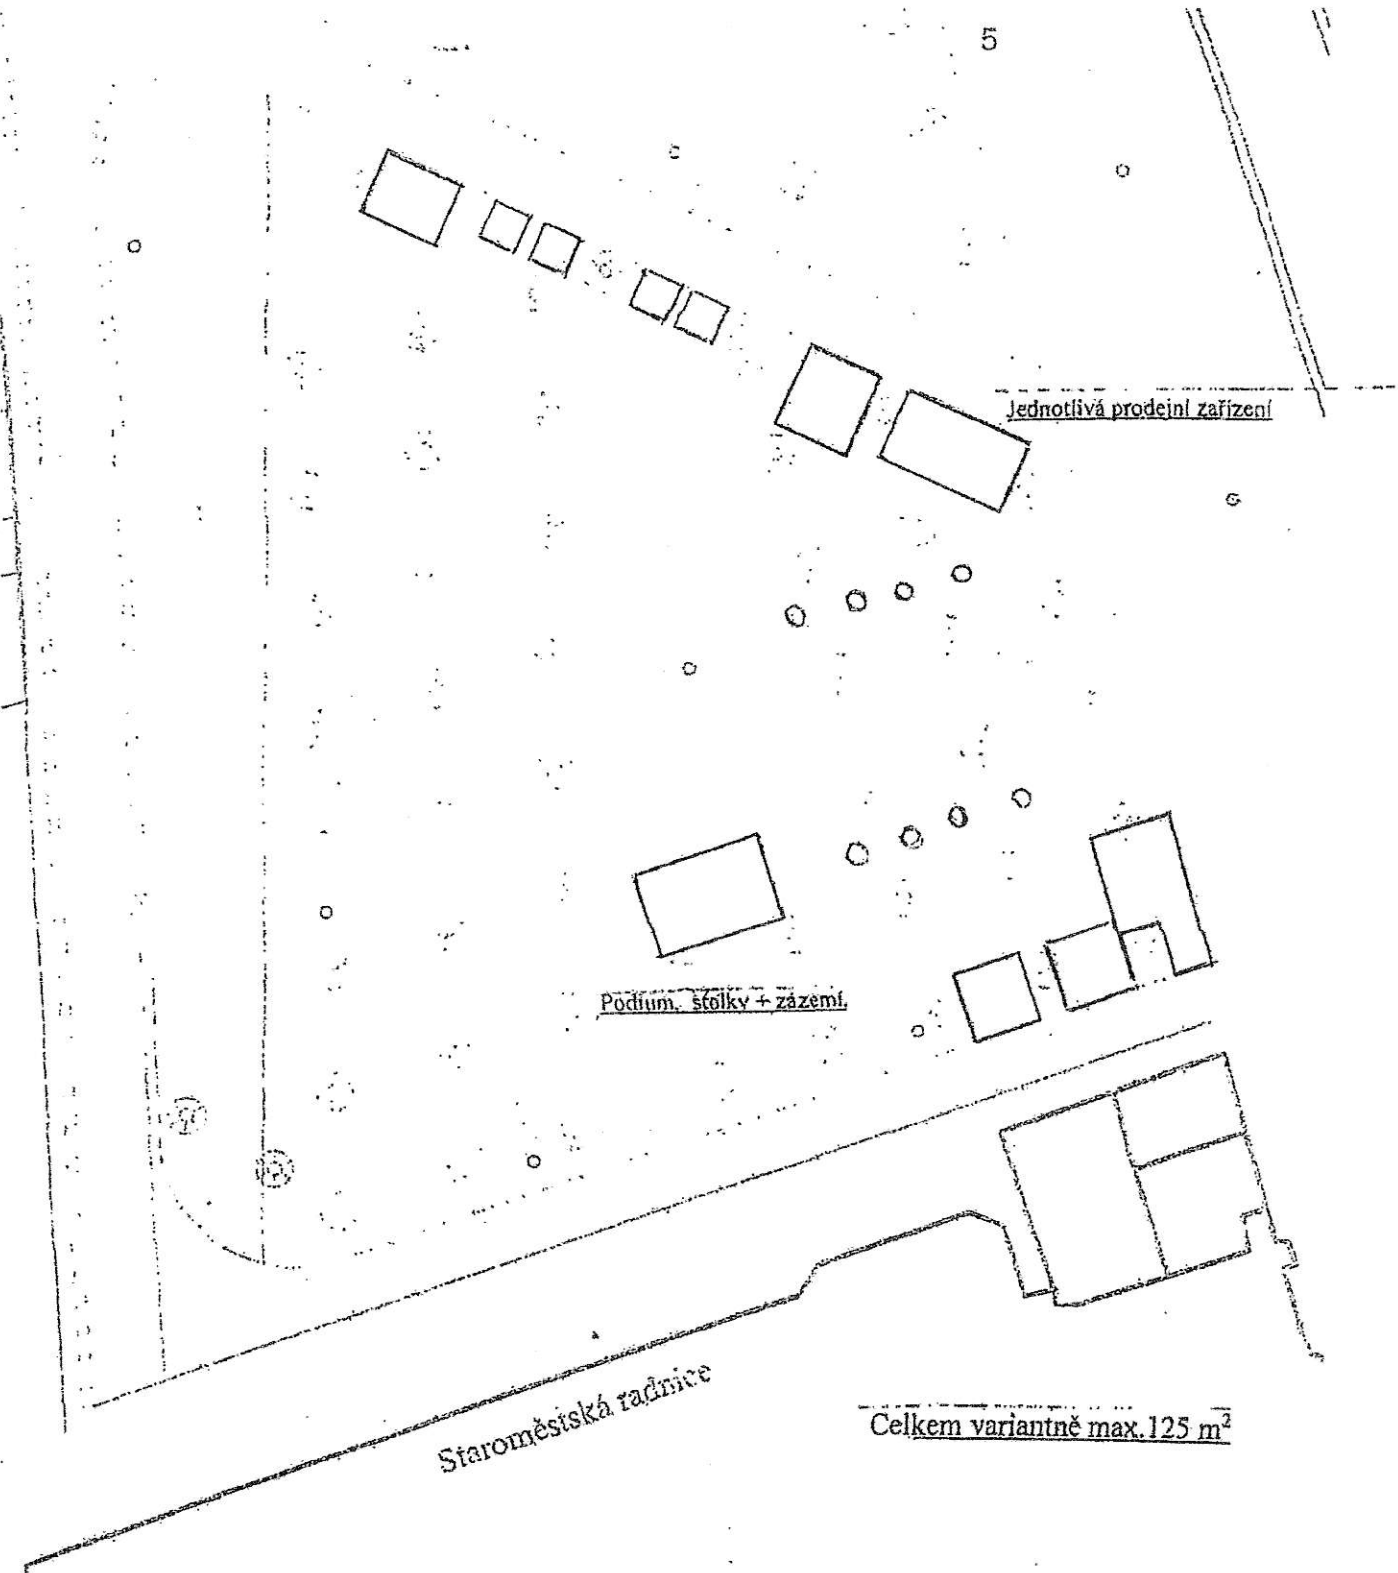 5
Jednotlivá prodejní zařízení
Podium, stolky + zázemí.
Staroměstská radnice
Celkem variantně max.125 m²